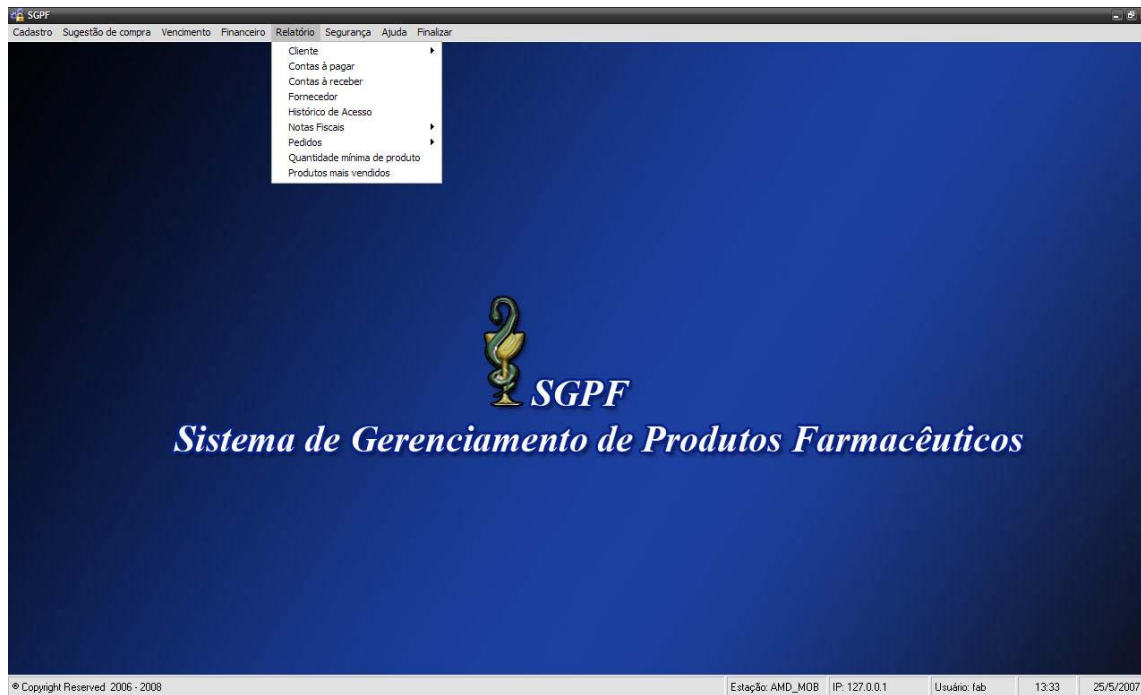 SGPF
Cadastro Sugestão de compra Vencimento Financeiro Relatório Segurança Ajuda Finalizar
Cliente
Contas à pagar
Contas à receber
Fornecedor
Histórico de Acesso
Notas Fiscais
Pedidos
Quantidade mínima de produto
Produtos mais vendidos
SGPF
Sistema de Gerenciamento de Produtos Farmacêuticos
® Copyright Reserved 2006 - 2008 Estação: AMD_MOB IP: 127.0.0.1 Usuário: fab 13:33 25/5/2007